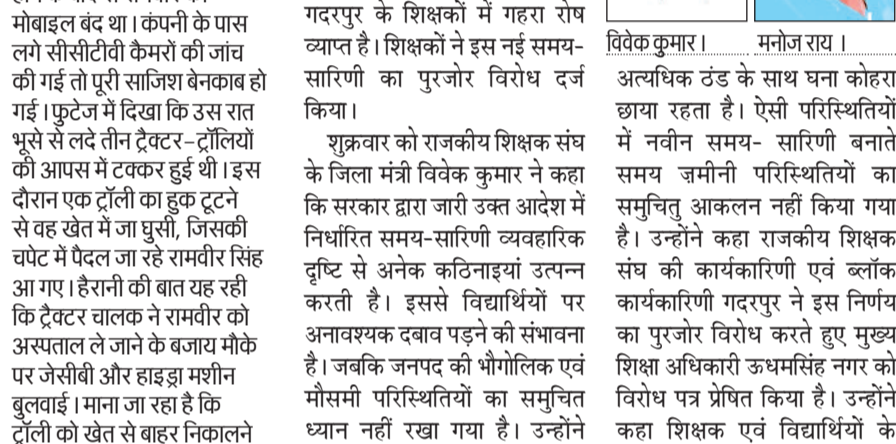 मोबाइल बंद था। कंपनी के पास
लगे सीसीटीवी कैमरों की जांच
की गई तो पूरी साजिश बेनकाब हो
गई। फुटेज में दिखा कि उस रात
भूसे से लदे तीन ट्रैक्टर-ट्रॉलियों
की आपस में टक्कर हुई थी। इस
दौरान एक ट्रॉली का हुक टूटने
से वह खेत में जा घुसी, जिसकी
चपेट में पैदल जा रहे रामवीर सिंह
आ गए। हैरानी की बात यह रही
कि ट्रैक्टर चालक ने रामवीर को
अस्पताल ले जाने के बजाय मौके
पर जेसीबी और हाइड्रा मशीन
बुलवाई। माना जा रहा है कि
ट्रॉली को खेत से बाहर निकालने
गदरपुर के शिक्षकों में गहरा रोष
व्याप्त है। शिक्षकों ने इस नई समय-
सारिणी का पुरजोर विरोध दर्ज
किया।
शुक्रवार को राजकीय शिक्षक संघ
के जिला मंत्री विवेक कुमार ने कहा
कि सरकार द्वारा जारी उक्त आदेश में
निर्धारित समय-सारिणी व्यवहारिक
दृष्टि से अनेक कठिनाइयां उत्पन्न
करती है। इससे विद्यार्थियों पर
अनावश्यक दबाव पड़ने की संभावना
है। जबकि जनपद की भौगोलिक एवं
मौसमी परिस्थितियों का समुचित
ध्यान नहीं रखा गया है। उन्होंने
विवेक कुमार। मनोज राय ।
अत्यधिक ठंड के साथ घना कोहरा
छाया रहता है। ऐसी परिस्थितियों
में नवीन समय- सारिणी बनाते
समय ज़मीनी परिस्थितियों का
समुचितु आकलन नहीं किया गया
है। उन्होंने कहा राजकीय शिक्षक
संघ की कार्यकारिणी एवं ब्लॉक
कार्यकारिणी गदरपुर ने इस निर्णय
का पुरजोर विरोध करते हुए मुख्य
शिक्षा अधिकारी ऊधमसिंह नगर को
विरोध पत्र प्रेषित किया है। उन्होंने
कहा शिक्षक एवं विद्यार्थियों के